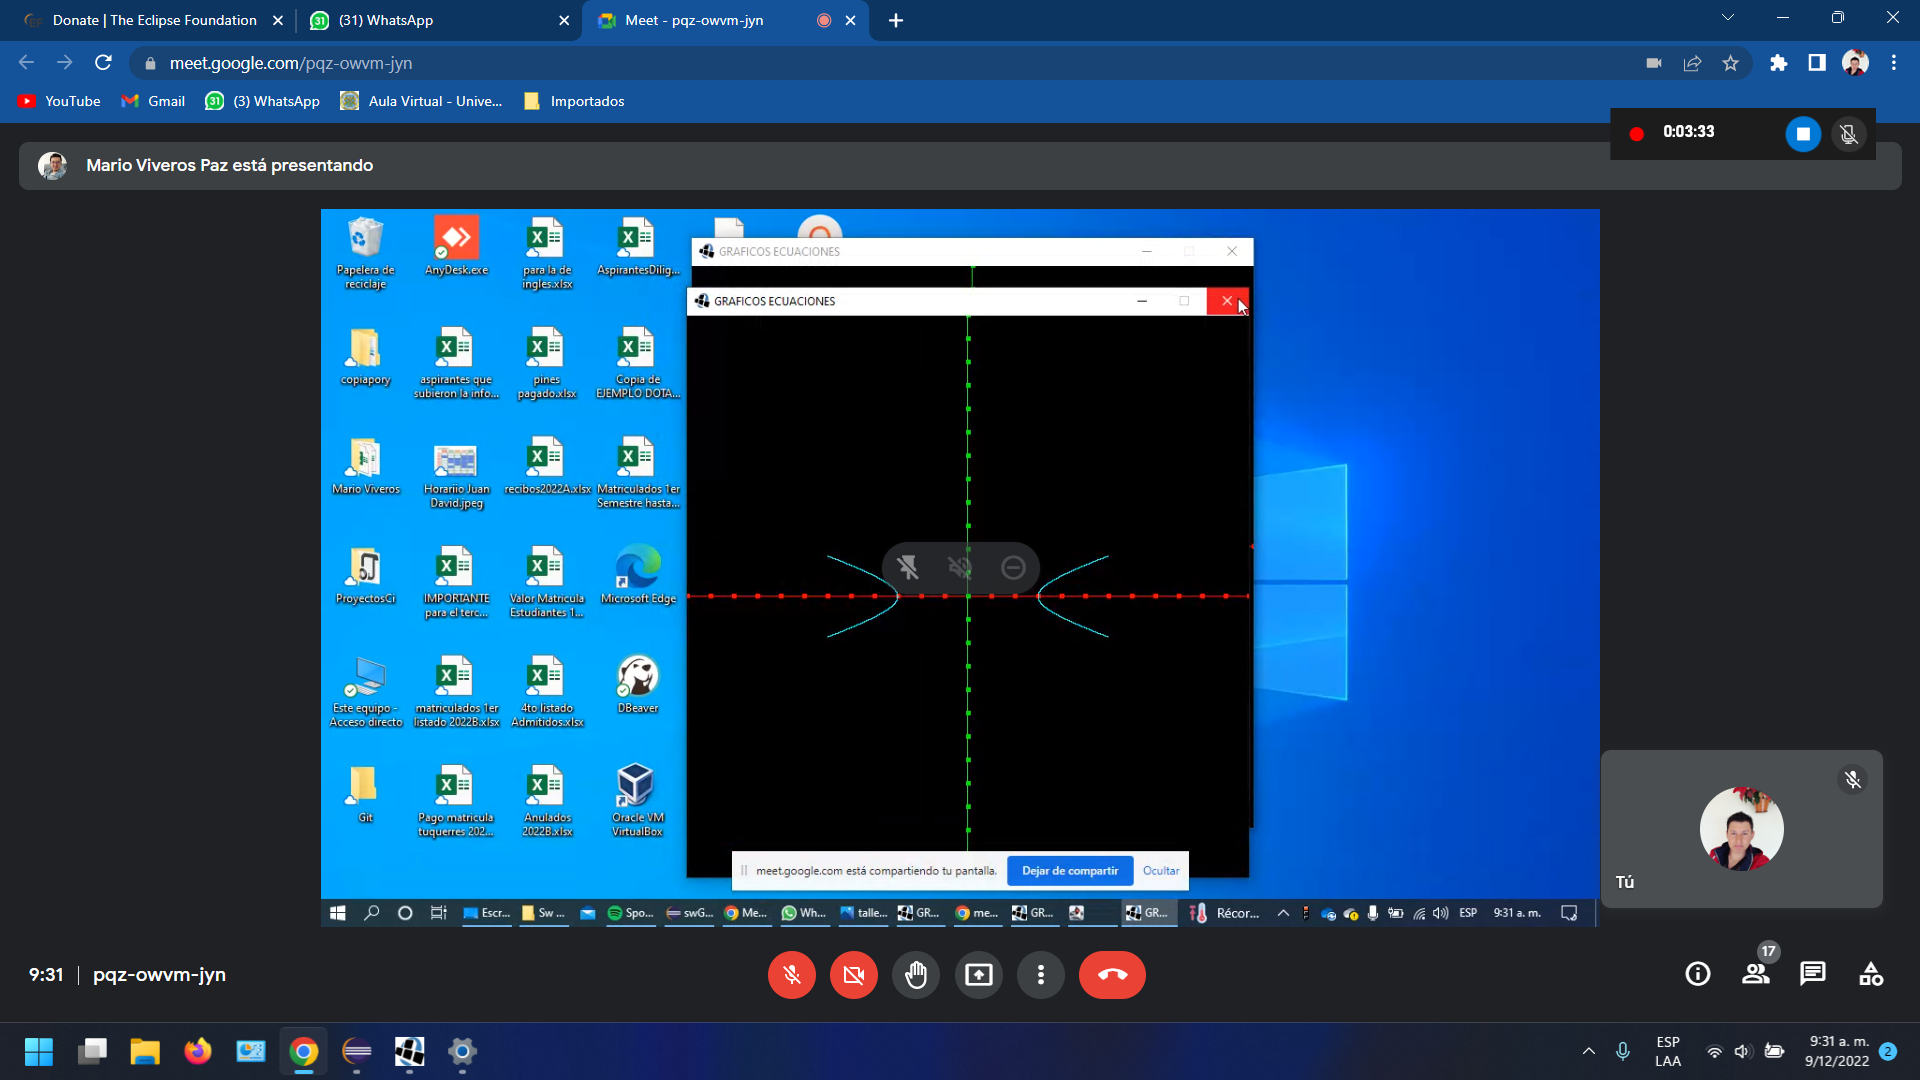 Donate | The Eclipse Foundation
(31) WhatsApp
Meet - pqz-owvm-jyn
meet.google.com/pqz-owvm-jyn
YouTube
Gmail
(3) WhatsApp
Aula Virtual - Unive...
Importados
0:03:33
Mario Viveros Paz está presentando
GRAFICOS ECUACIONES
GRAFICOS ECUACIONES
Papelera de
reciclaje
AnyDesk.exe
para la de
ingles.xlsx
AspirantesDilig...
copiapory
aspirantes que
subieron la info...
pines
pagado.xlsx
Copia de
EJEMPLO DOTA...
Mario Viveros
Horariio Juan
David.jpeg
recibos2022A.xlsx
Matriculados 1er
Semestre hasta...
ProyectosCi
IMPORTANTE
para el terc...
Valor Matricula
Estudiantes 1...
Microsoft Edge
Este equipo -
Acceso directo
matriculados 1er
listado 2022B.xlsx
4to listado
Admitidos.xlsx
DBeaver
Git
Pago matricula
tuquerres 202...
Anulados
2022B.xlsx
Oracle VM
VirtualBox
meet.google.com está compartiendo tu pantalla.
Dejar de compartir
Ocultar
Escr...
Sw ...
Spo...
swG...
Me...
Wh...
talle...
GR...
me...
GR...
GR...
Récor...
ESP
9:31 a. m.
Tú
9:31
pqz-owvm-jyn
17
ESP
LAA
9:31 a. m.
9/12/2022
2